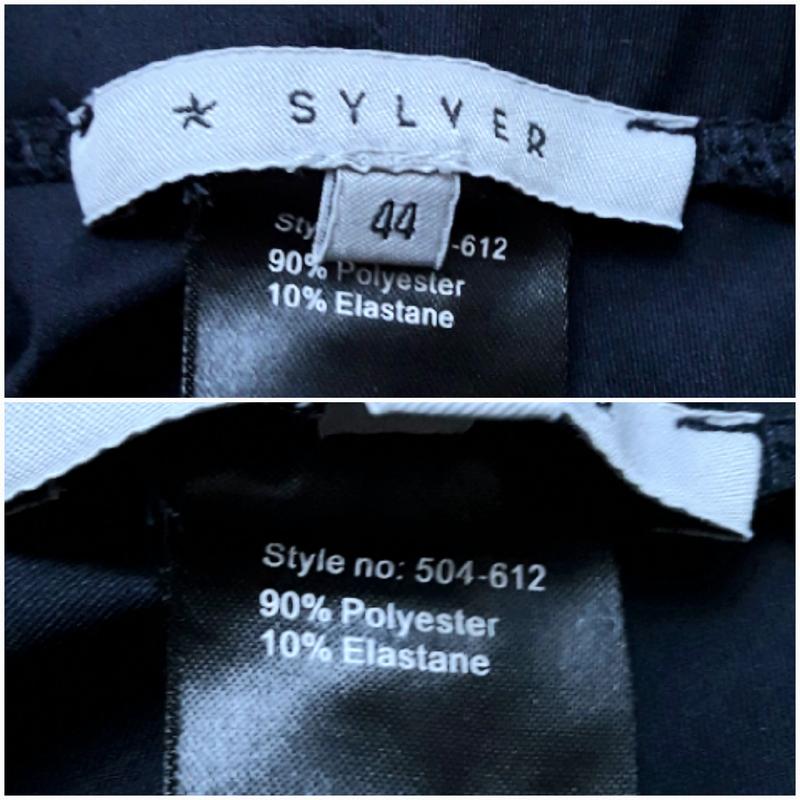 SYLVER
44
Sty -612
90% Polyester
10% Elastane
Style no: 504-612
90% Polyester
10% Elastane